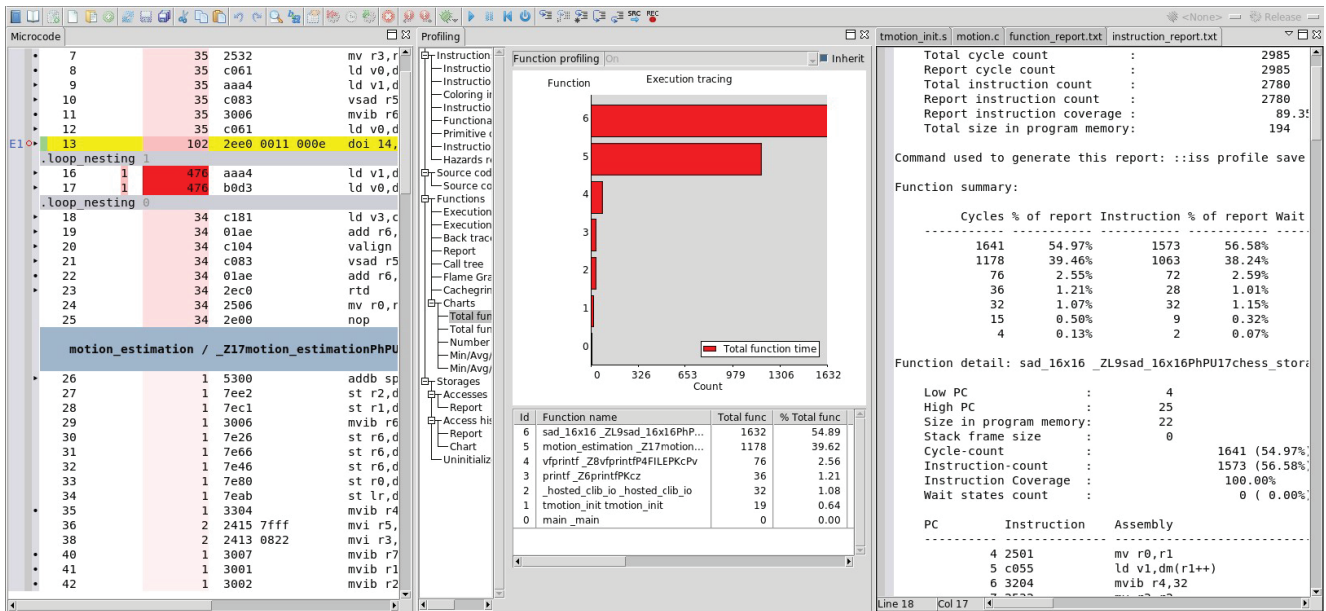 SRC REC
<None>
Release
Microcode
Profiling
tmotion_init.s motion.c function_report.txt instruction_report.txt
7 35 2532 mv r3,r
8 35 c061 ld v0,d
9 35 aaa4 ld v1,d
10 35 c083 vsad r5
11 35 3006 mvib r6
12 35 c061 ld v0,d
E1 13 102 2ee0 0011 000e doi 14,
.loop_nesting 1
16 1 476 aaa4 ld v1,d
17 1 476 b0d3 ld v0,d
.loop_nesting 0
18 34 c181 ld v3,c
19 34 01ae add r6,
20 34 c104 valign
21 34 c083 vsad r5
22 34 01ae add r6,
23 34 2ec0 rtd
24 34 2506 mv r0,r
25 34 2e00 nop
motion_estimation / _Z17motion_estimationPhPU
26 1 5300 addb sp
27 1 7ee2 st r2,d
28 1 7ec1 st r1,d
29 1 3006 mvib r6
30 1 7e26 st r6,d
31 1 7e66 st r6,d
32 1 7e46 st r6,d
33 1 7e80 st r0,d
34 1 7eab st lr,d
35 1 3304 mvib r4
36 2 2415 7fff mvi r5,
38 2 2413 0822 mvi r3,
40 1 3007 mvib r7
41 1 3001 mvib r1
42 1 3002 mvib r2
Instruction
Instructio
Instructio
Coloring i
Instructio
Functiona
Primitive
Instructio
Hazards r
Source cod
Source co
Functions
Execution
Execution
Back trac
Report
Call tree
Flame Gra
Cachegrin
Charts
Total fun
Total fun
Number
Min/Avg/
Min/Avg/
Storages
Accesses
Report
Access his
Report
Chart
Uninitializ
Function profiling On Inherit
Function
Execution tracing
6
5
4
3
2
1
0
Total function time
0 326 653 979 1306 1632
Count
Id Function name Total func % Total func
6 sad_16x16 _ZL9sad_16x16PhP... 1632 54.89
5 motion_estimation _Z17motion... 1178 39.62
4 vfprintf _Z8vfprintfP4FILEPKcPv 76 2.56
3 printf _Z6printfPKcz 36 1.21
2 _hosted_clib_io _hosted_clib_io 32 1.08
1 tmotion_init tmotion_init 19 0.64
0 main _main 0 0.00
Total cycle count : 2985
Report cycle count : 2985
Total instruction count : 2780
Report instruction count : 2780
Report instruction coverage : 89.35
Total size in program memory: 194
Command used to generate this report: ::iss profile save
Function summary:
Cycles % of report Instruction % of report Wait
1641 54.97% 1573 56.58%
1178 39.46% 1063 38.24%
76 2.55% 72 2.59%
36 1.21% 28 1.01%
32 1.07% 32 1.15%
15 0.50% 9 0.32%
4 0.13% 2 0.07%
Function detail: sad_16x16 _ZL9sad_16x16PhPU17chess_stora
Low PC : 4
High PC : 25
Size in program memory: 22
Stack frame size : 0
Cycle-count : 1641 (54.97%)
Instruction-count : 1573 (56.58%)
Instruction Coverage : 100.00%
Wait states count : 0 ( 0.00%)
PC Instruction Assembly
4 2501 mv r0,r1
5 c055 ld v1,dm(r1++)
6 3204 mvib r4,32
Line 18 Col 17